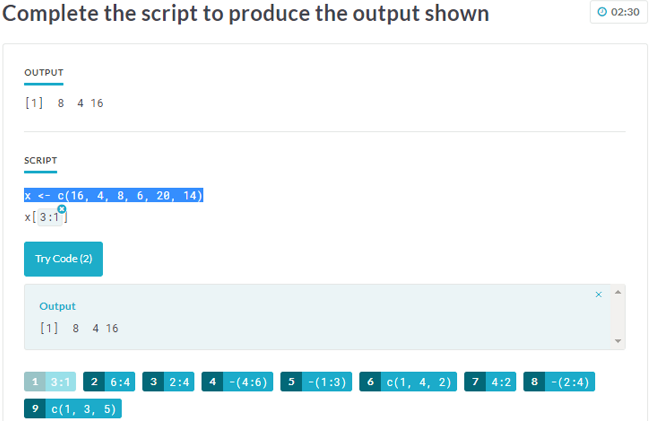 Complete the script to produce the output shown
02:30
OUTPUT
[1]  8  4 16
SCRIPT
x <- c(16, 4, 8, 6, 20, 14)
x[3:1]
Try Code (2)
Output
[1]  8  4 16
1 3:1 2 6:4 3 2:4 4 -(4:6) 5 -(1:3) 6 c(1, 4, 2) 7 4:2 8 -(2:4)
9 c(1, 3, 5)